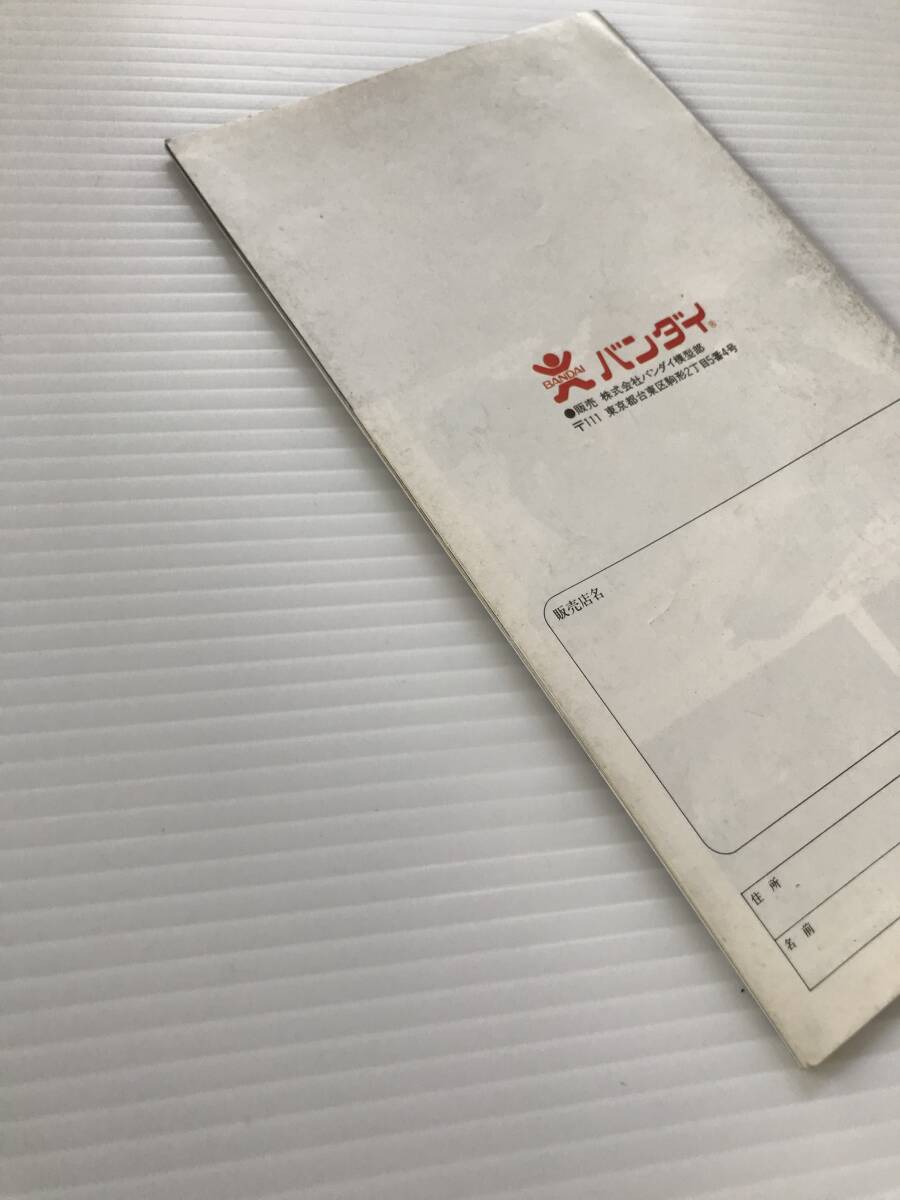 BANDAI
バンダイ®
●販売 株式会社バンダイ模型部
〒111 東京都台東区駒形2丁目5番4号
販売店名
住所
名前